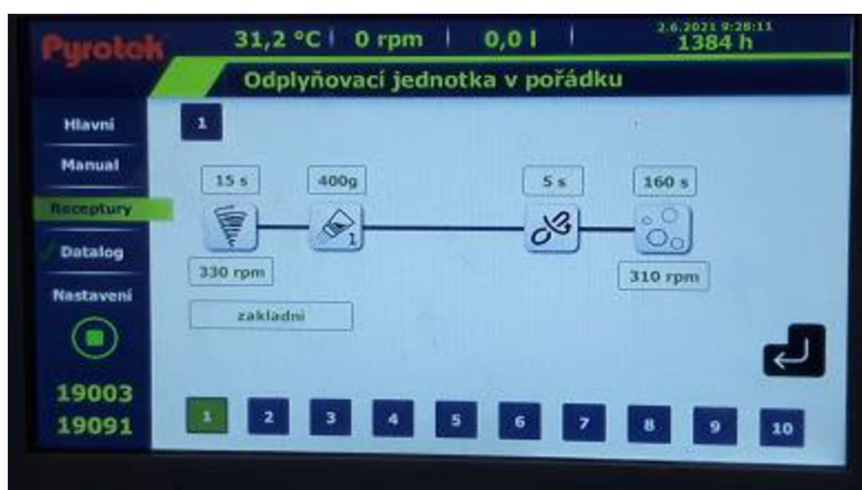 Pyrotek
31,2 °C 0 rpm 0,0 l
2.6.2021 9:28:11
1384 h
Odplyňovací jednotka v pořádku
Hlavní
Manual
Receptury
Datalog
Nastavení
19003
19091
1
15 s 400g 5 s 160 s
1
330 rpm 310 rpm
zakladni
1 2 3 4 5 6 7 8 9 10